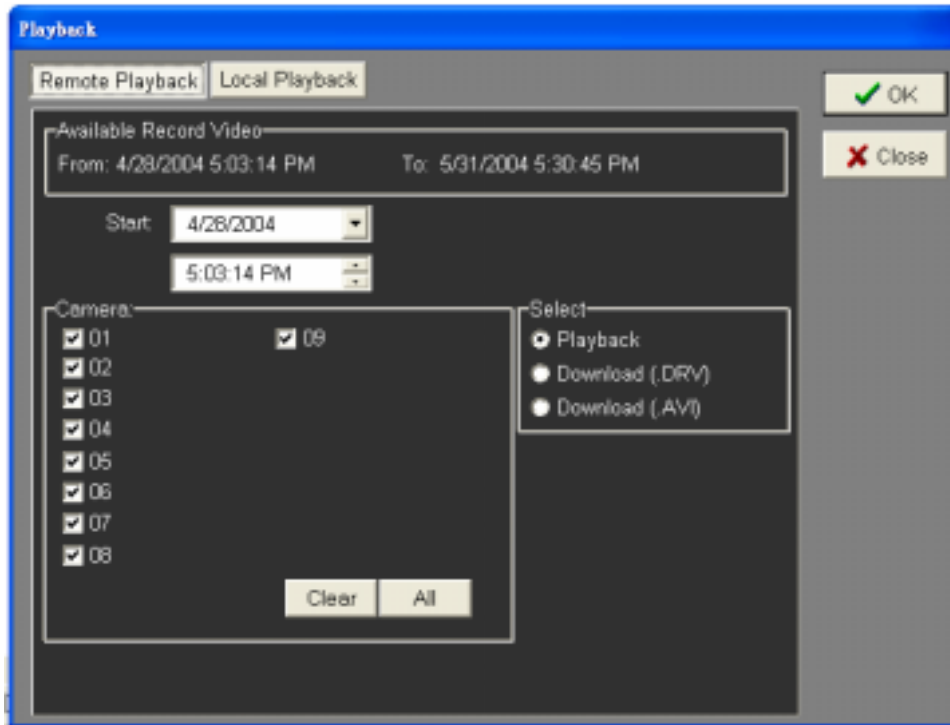 Playback
Remote Playback
Local Playback
OK
Close
Available Record Video
From: 4/28/2004 5:03:14 PM To: 5/31/2004 5:30:45 PM
Start:
4/28/2004
5:03:14 PM
Camera:
01
02
03
04
05
06
07
08
09
Clear
All
Select
Playback
Download (.DRV)
Download (.AVI)